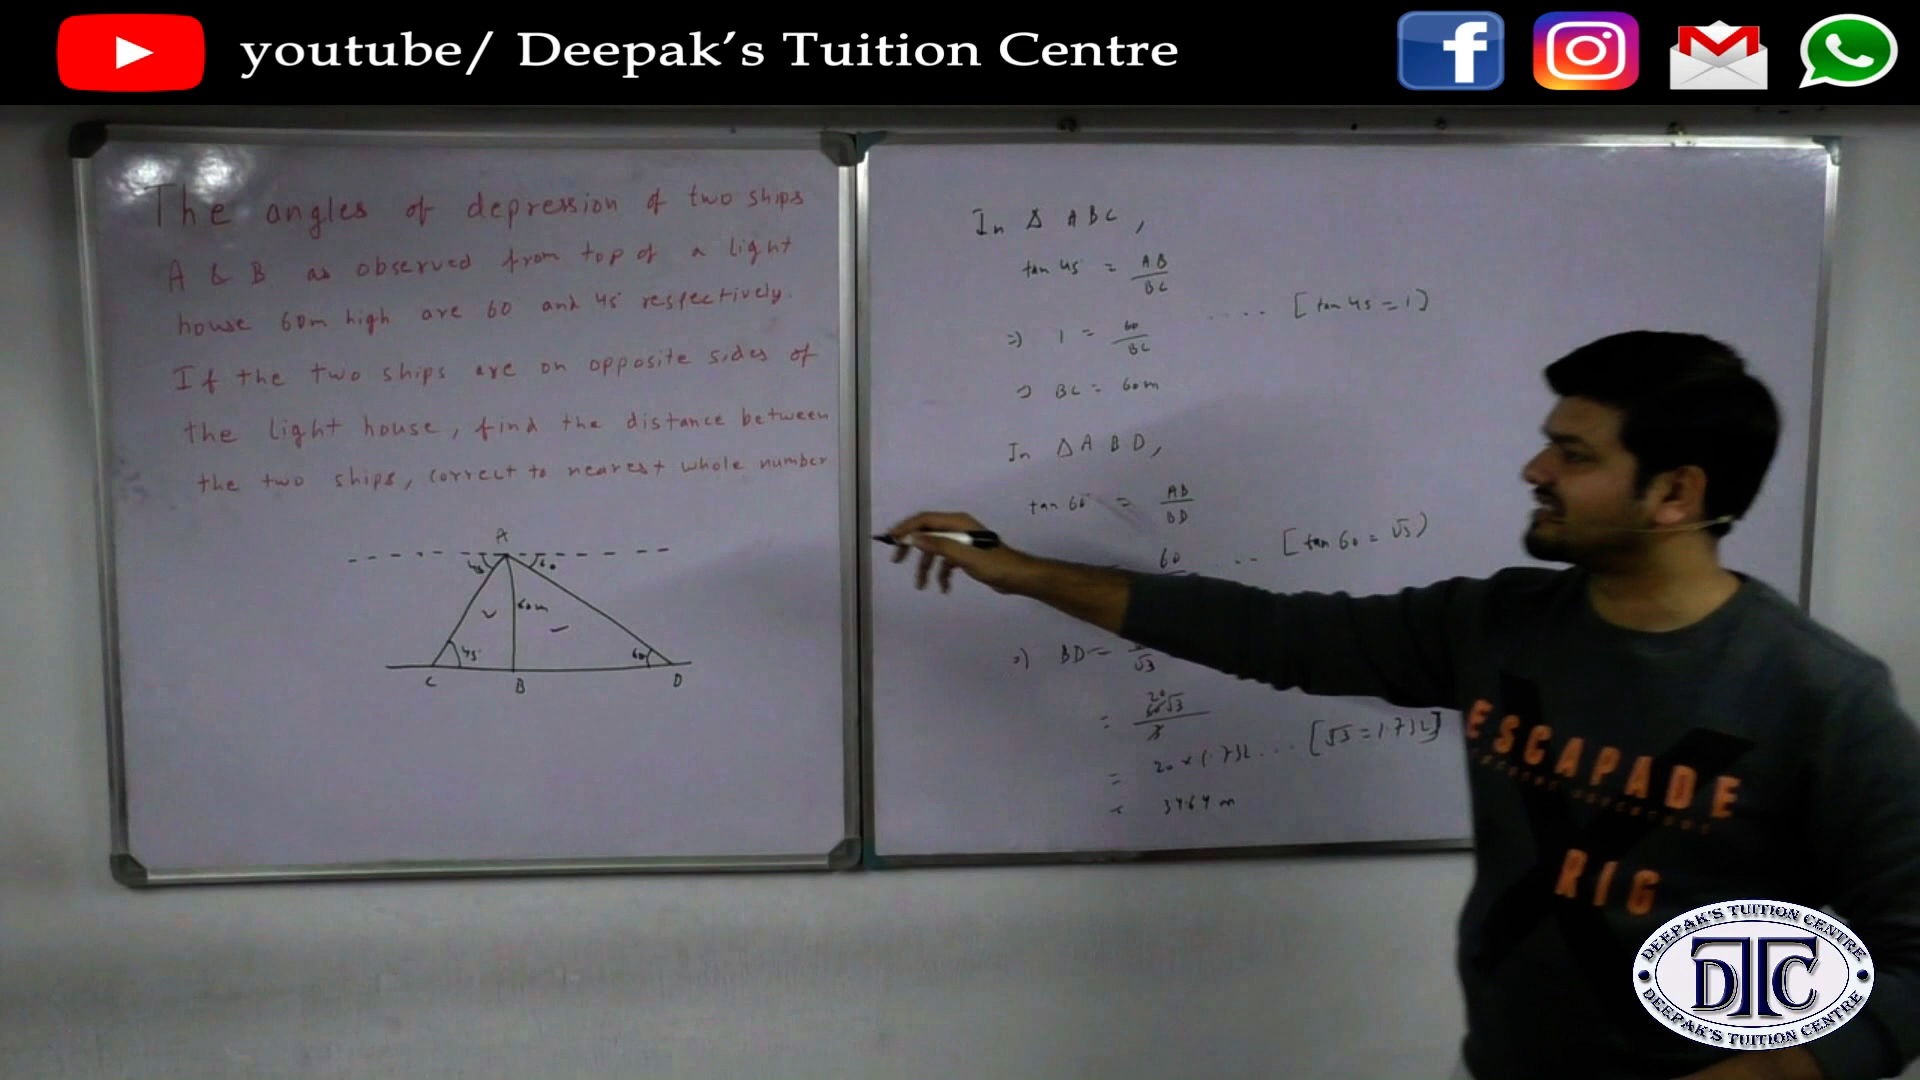 youtube/ Deepak's Tuition Centre
The angles of depression of two ships
A & B as observed from top of a light
house 60m high are 60 and 45 respectively.
If the two ships are on opposite sides of
the light house, find the distance between
the two ships, correct to nearest whole number
A
45 60
60m
45 60
C B D
In Δ ABC,
tan 45 = AB/BC
=> 1 = 60/BC .... [tan 45 = 1]
=> BC = 60m
In Δ ABD,
tan 60 = AB/BD
60 ... [tan 60 = √3]
=> BD = √3
= 20 60√3/3
= 20 × 1.732 ... [√3 = 1.732]
= 34.64 m
ESCAPADE
RIG
DEEPAK'S TUITION CENTRE
DTC
DEEPAK'S TUITION CENTRE